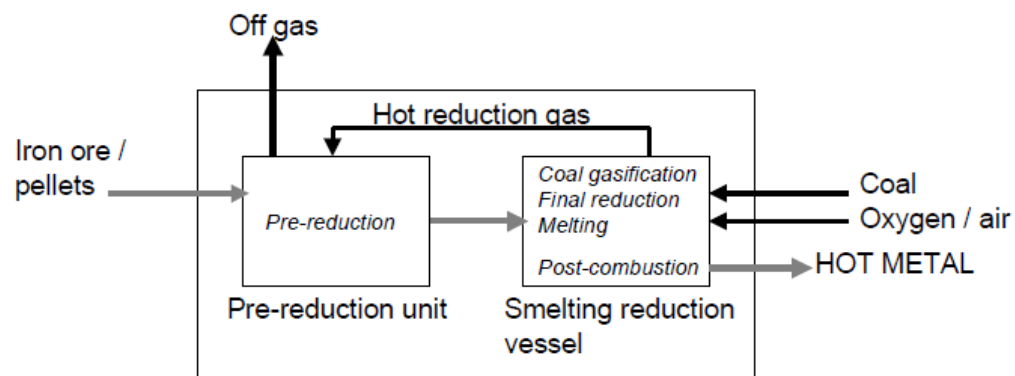 Off gas
Hot reduction gas
Iron ore /
pellets
Pre-reduction
Coal gasification
Final reduction
Melting
Post-combustion
Coal
Oxygen / air
HOT METAL
Pre-reduction unit
Smelting reduction
vessel